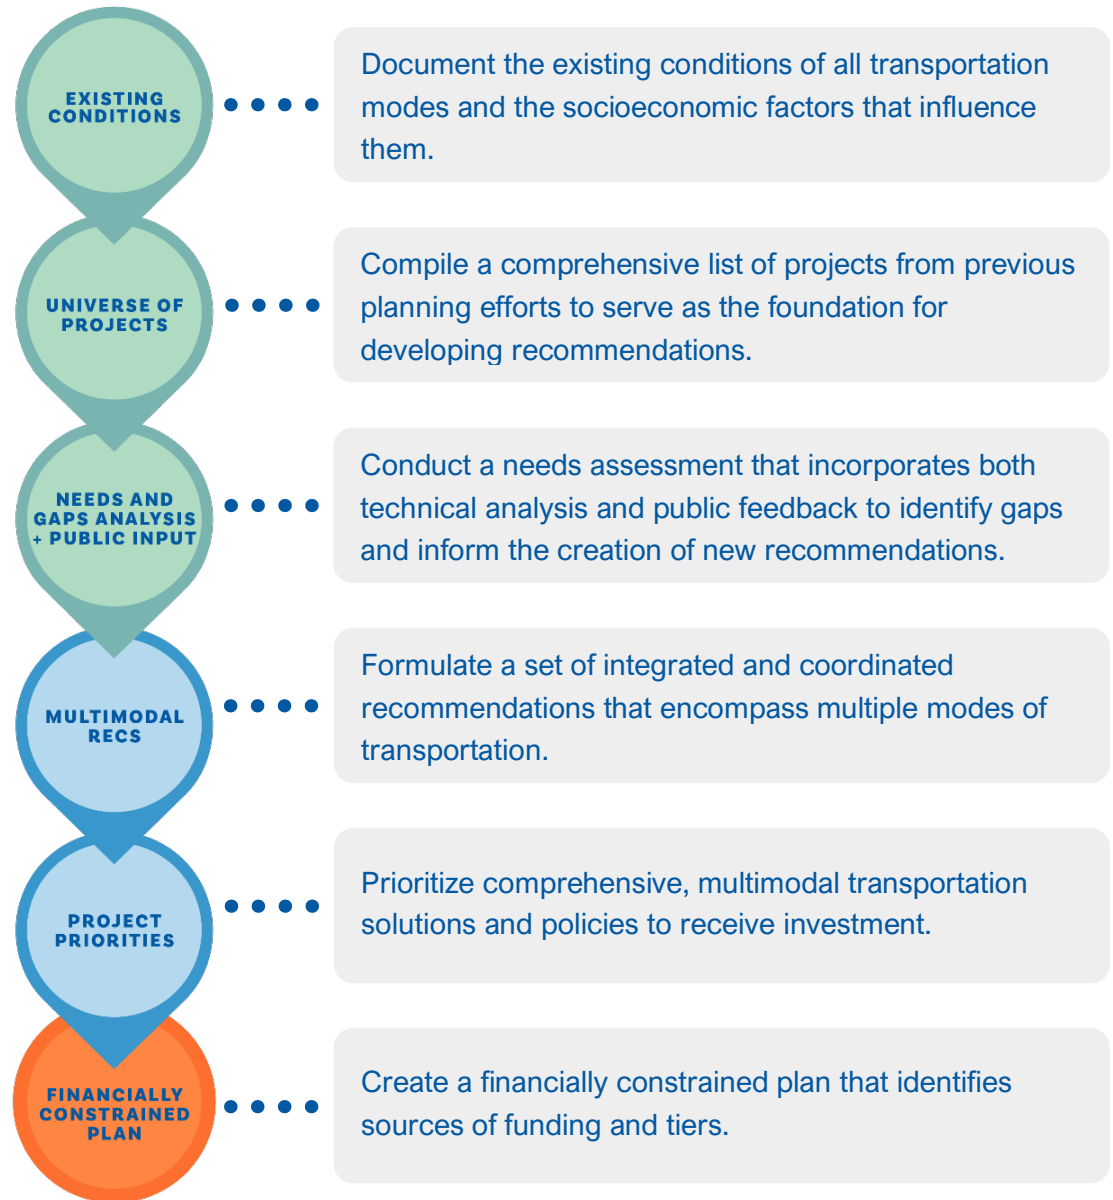 EXISTING
CONDITIONS
Document the existing conditions of all transportation
modes and the socioeconomic factors that influence
them.
UNIVERSE OF
PROJECTS
Compile a comprehensive list of projects from previous
planning efforts to serve as the foundation for
developing recommendations.
NEEDS AND
GAPS ANALYSIS
+ PUBLIC INPUT
Conduct a needs assessment that incorporates both
technical analysis and public feedback to identify gaps
and inform the creation of new recommendations.
MULTIMODAL
RECS
Formulate a set of integrated and coordinated
recommendations that encompass multiple modes of
transportation.
PROJECT
PRIORITIES
Prioritize comprehensive, multimodal transportation
solutions and policies to receive investment.
FINANCIALLY
CONSTRAINED
PLAN
Create a financially constrained plan that identifies
sources of funding and tiers.